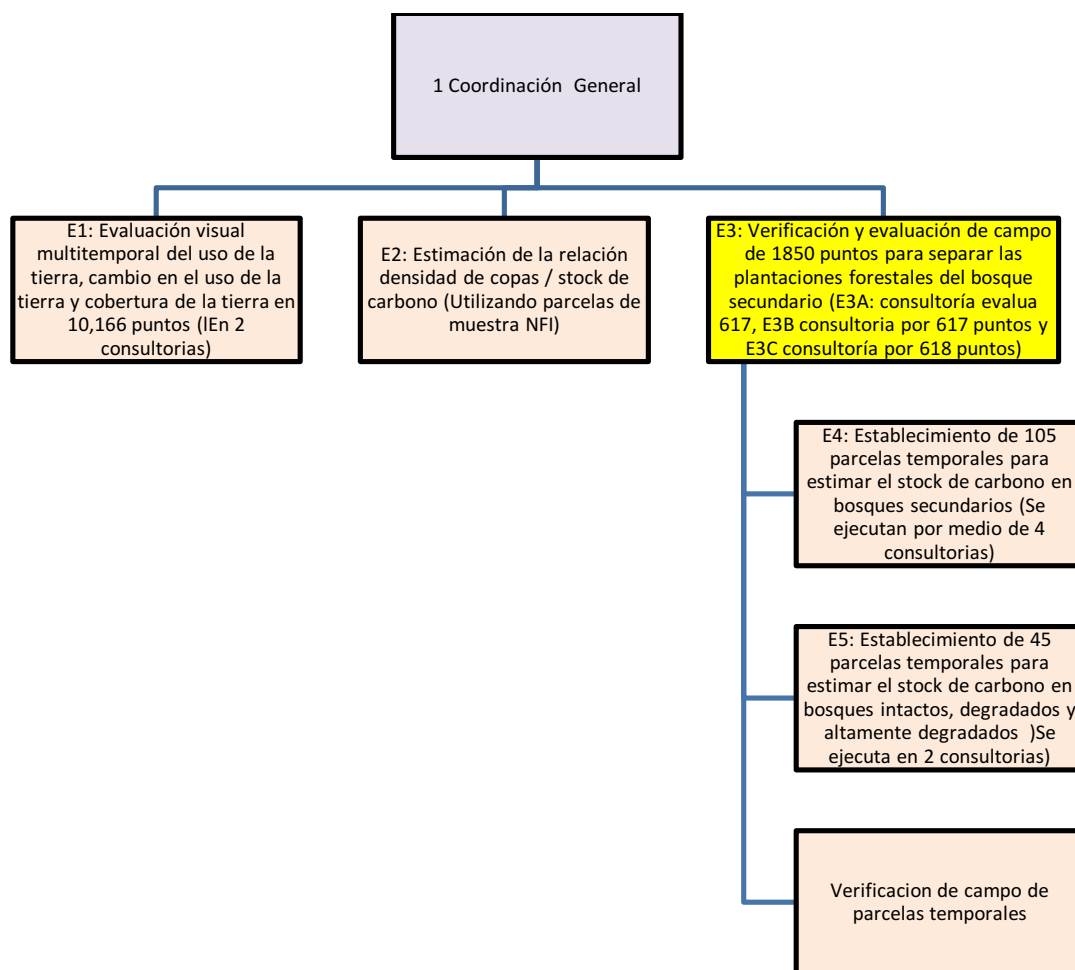 1 Coordinación General
E1: Evaluación visual
multitemporal del uso de la
tierra, cambio en el uso de la
tierra y cobertura de la tierra en
10,166 puntos (lEn 2
consultorias)
E2: Estimación de la relación
densidad de copas / stock de
carbono (Utilizando parcelas de
muestra NFI)
E3: Verificación y evaluación de campo
de 1850 puntos para separar las
plantaciones forestales del bosque
secundario (E3A: consultoría evalua
617, E3B consultoria por 617 puntos y
E3C consultoría por 618 puntos)
E4: Establecimiento de 105
parcelas temporales para
estimar el stock de carbono en
bosques secundarios (Se
ejecutan por medio de 4
consultorias)
E5: Establecimiento de 45
parcelas temporales para
estimar el stock de carbono en
bosques intactos, degradados y
altamente degradados )Se
ejecuta en 2 consultorias)
Verificacion de campo de
parcelas temporales